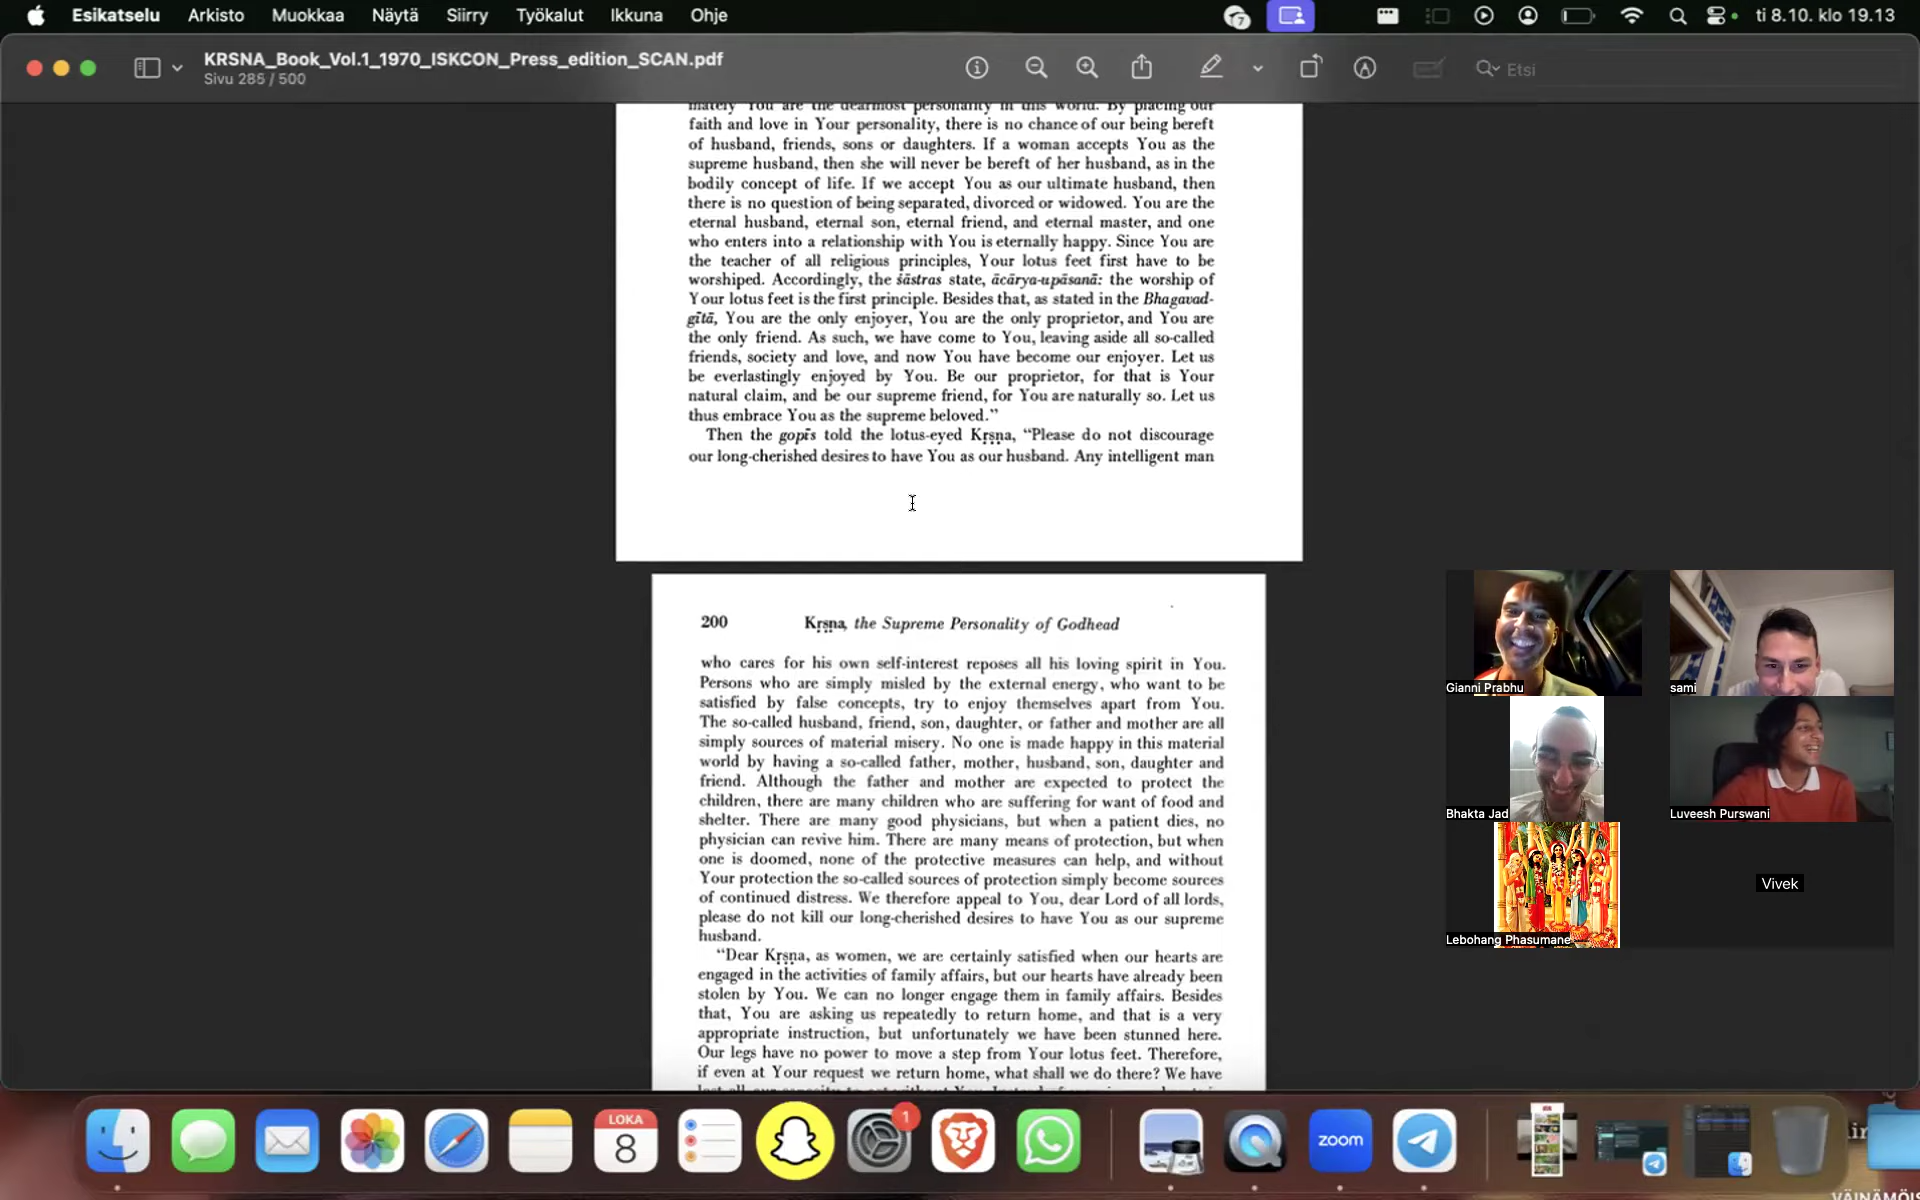 Esikatselu Arkisto Muokkaa Näytä Siirry Työkalut Ikkuna Ohje 7 ti 8.10. klo 19.13
KRSNA_Book_Vol.1_1970_ISKCON_Press_edition_SCAN.pdf
Sivu 285 / 500
Etsi
mately You are the dearmost personality in this world. By placing our
faith and love in Your personality, there is no chance of our being bereft
of husband, friends, sons or daughters. If a woman accepts You as the
supreme husband, then she will never be bereft of her husband, as in the
bodily concept of life. If we accept You as our ultimate husband, then
there is no question of being separated, divorced or widowed. You are the
eternal husband, eternal son, eternal friend, and eternal master, and one
who enters into a relationship with You is eternally happy. Since You are
the teacher of all religious principles, Your lotus feet first have to be
worshiped. Accordingly, the śāstras state, ācārya-upāsanā: the worship of
Your lotus feet is the first principle. Besides that, as stated in the Bhagavad-
gītā, You are the only enjoyer, You are the only proprietor, and You are
the only friend. As such, we have come to You, leaving aside all so-called
friends, society and love, and now You have become our enjoyer. Let us
be everlastingly enjoyed by You. Be our proprietor, for that is Your
natural claim, and be our supreme friend, for You are naturally so. Let us
thus embrace You as the supreme beloved."
Then the gopīs told the lotus-eyed Kṛṣṇa, "Please do not discourage
our long-cherished desires to have You as our husband. Any intelligent man
200 Kṛṣṇa, the Supreme Personality of Godhead
who cares for his own self-interest reposes all his loving spirit in You.
Persons who are simply misled by the external energy, who want to be
satisfied by false concepts, try to enjoy themselves apart from You.
The so-called husband, friend, son, daughter, or father and mother are all
simply sources of material misery. No one is made happy in this material
world by having a so-called father, mother, husband, son, daughter and
friend. Although the father and mother are expected to protect the
children, there are many children who are suffering for want of food and
shelter. There are many good physicians, but when a patient dies, no
physician can revive him. There are many means of protection, but when
one is doomed, none of the protective measures can help, and without
Your protection the so-called sources of protection simply become sources
of continued distress. We therefore appeal to You, dear Lord of all lords,
please do not kill our long-cherished desires to have You as our supreme
husband.
"Dear Kṛṣṇa, as women, we are certainly satisfied when our hearts are
engaged in the activities of family affairs, but our hearts have already been
stolen by You. We can no longer engage them in family affairs. Besides
that, You are asking us repeatedly to return home, and that is a very
appropriate instruction, but unfortunately we have been stunned here.
Our legs have no power to move a step from Your lotus feet. Therefore,
if even at Your request we return home, what shall we do there? We have
Gianni Prabhu
sami
Bhakta Jad
Luveesh Purswani
Lebohang Phasumane
Vivek
LOKA
8
1
zoom